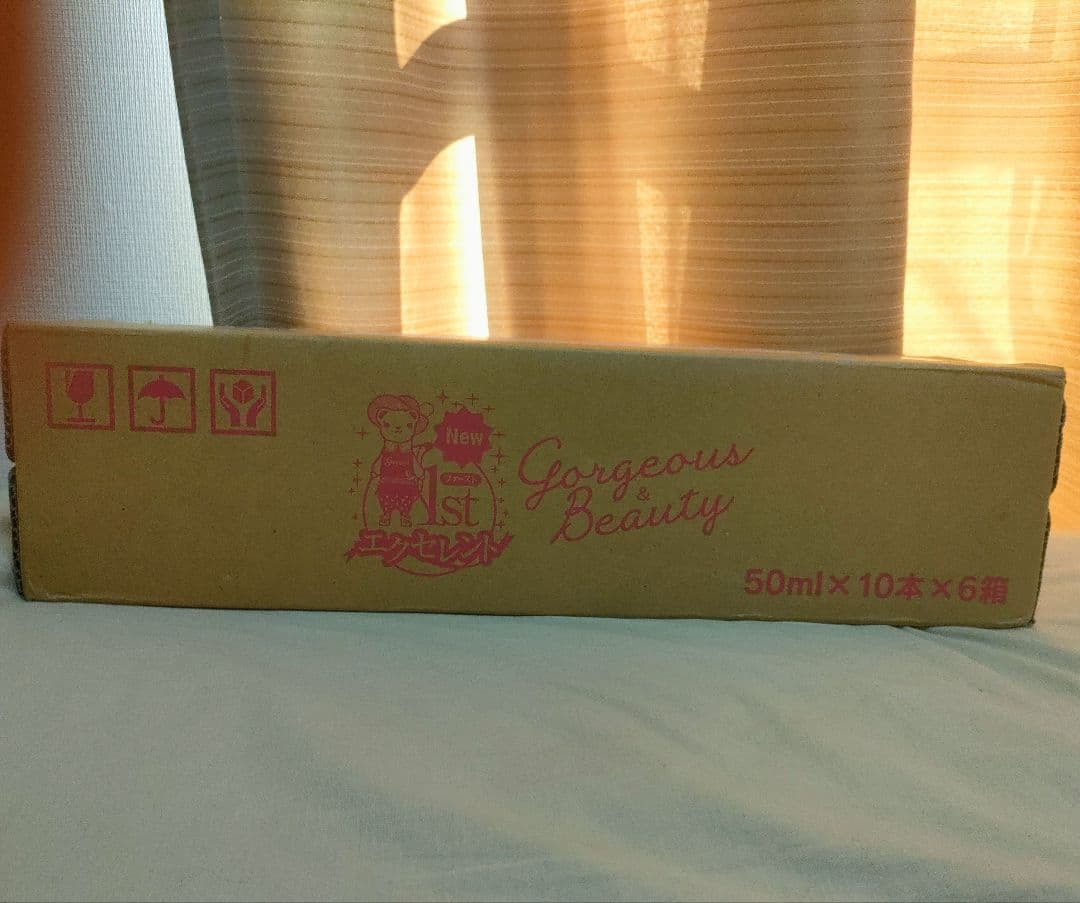 New
ファースト
1st
エクセレント
Gorgeous
&
Beauty
50ml×10本×6箱